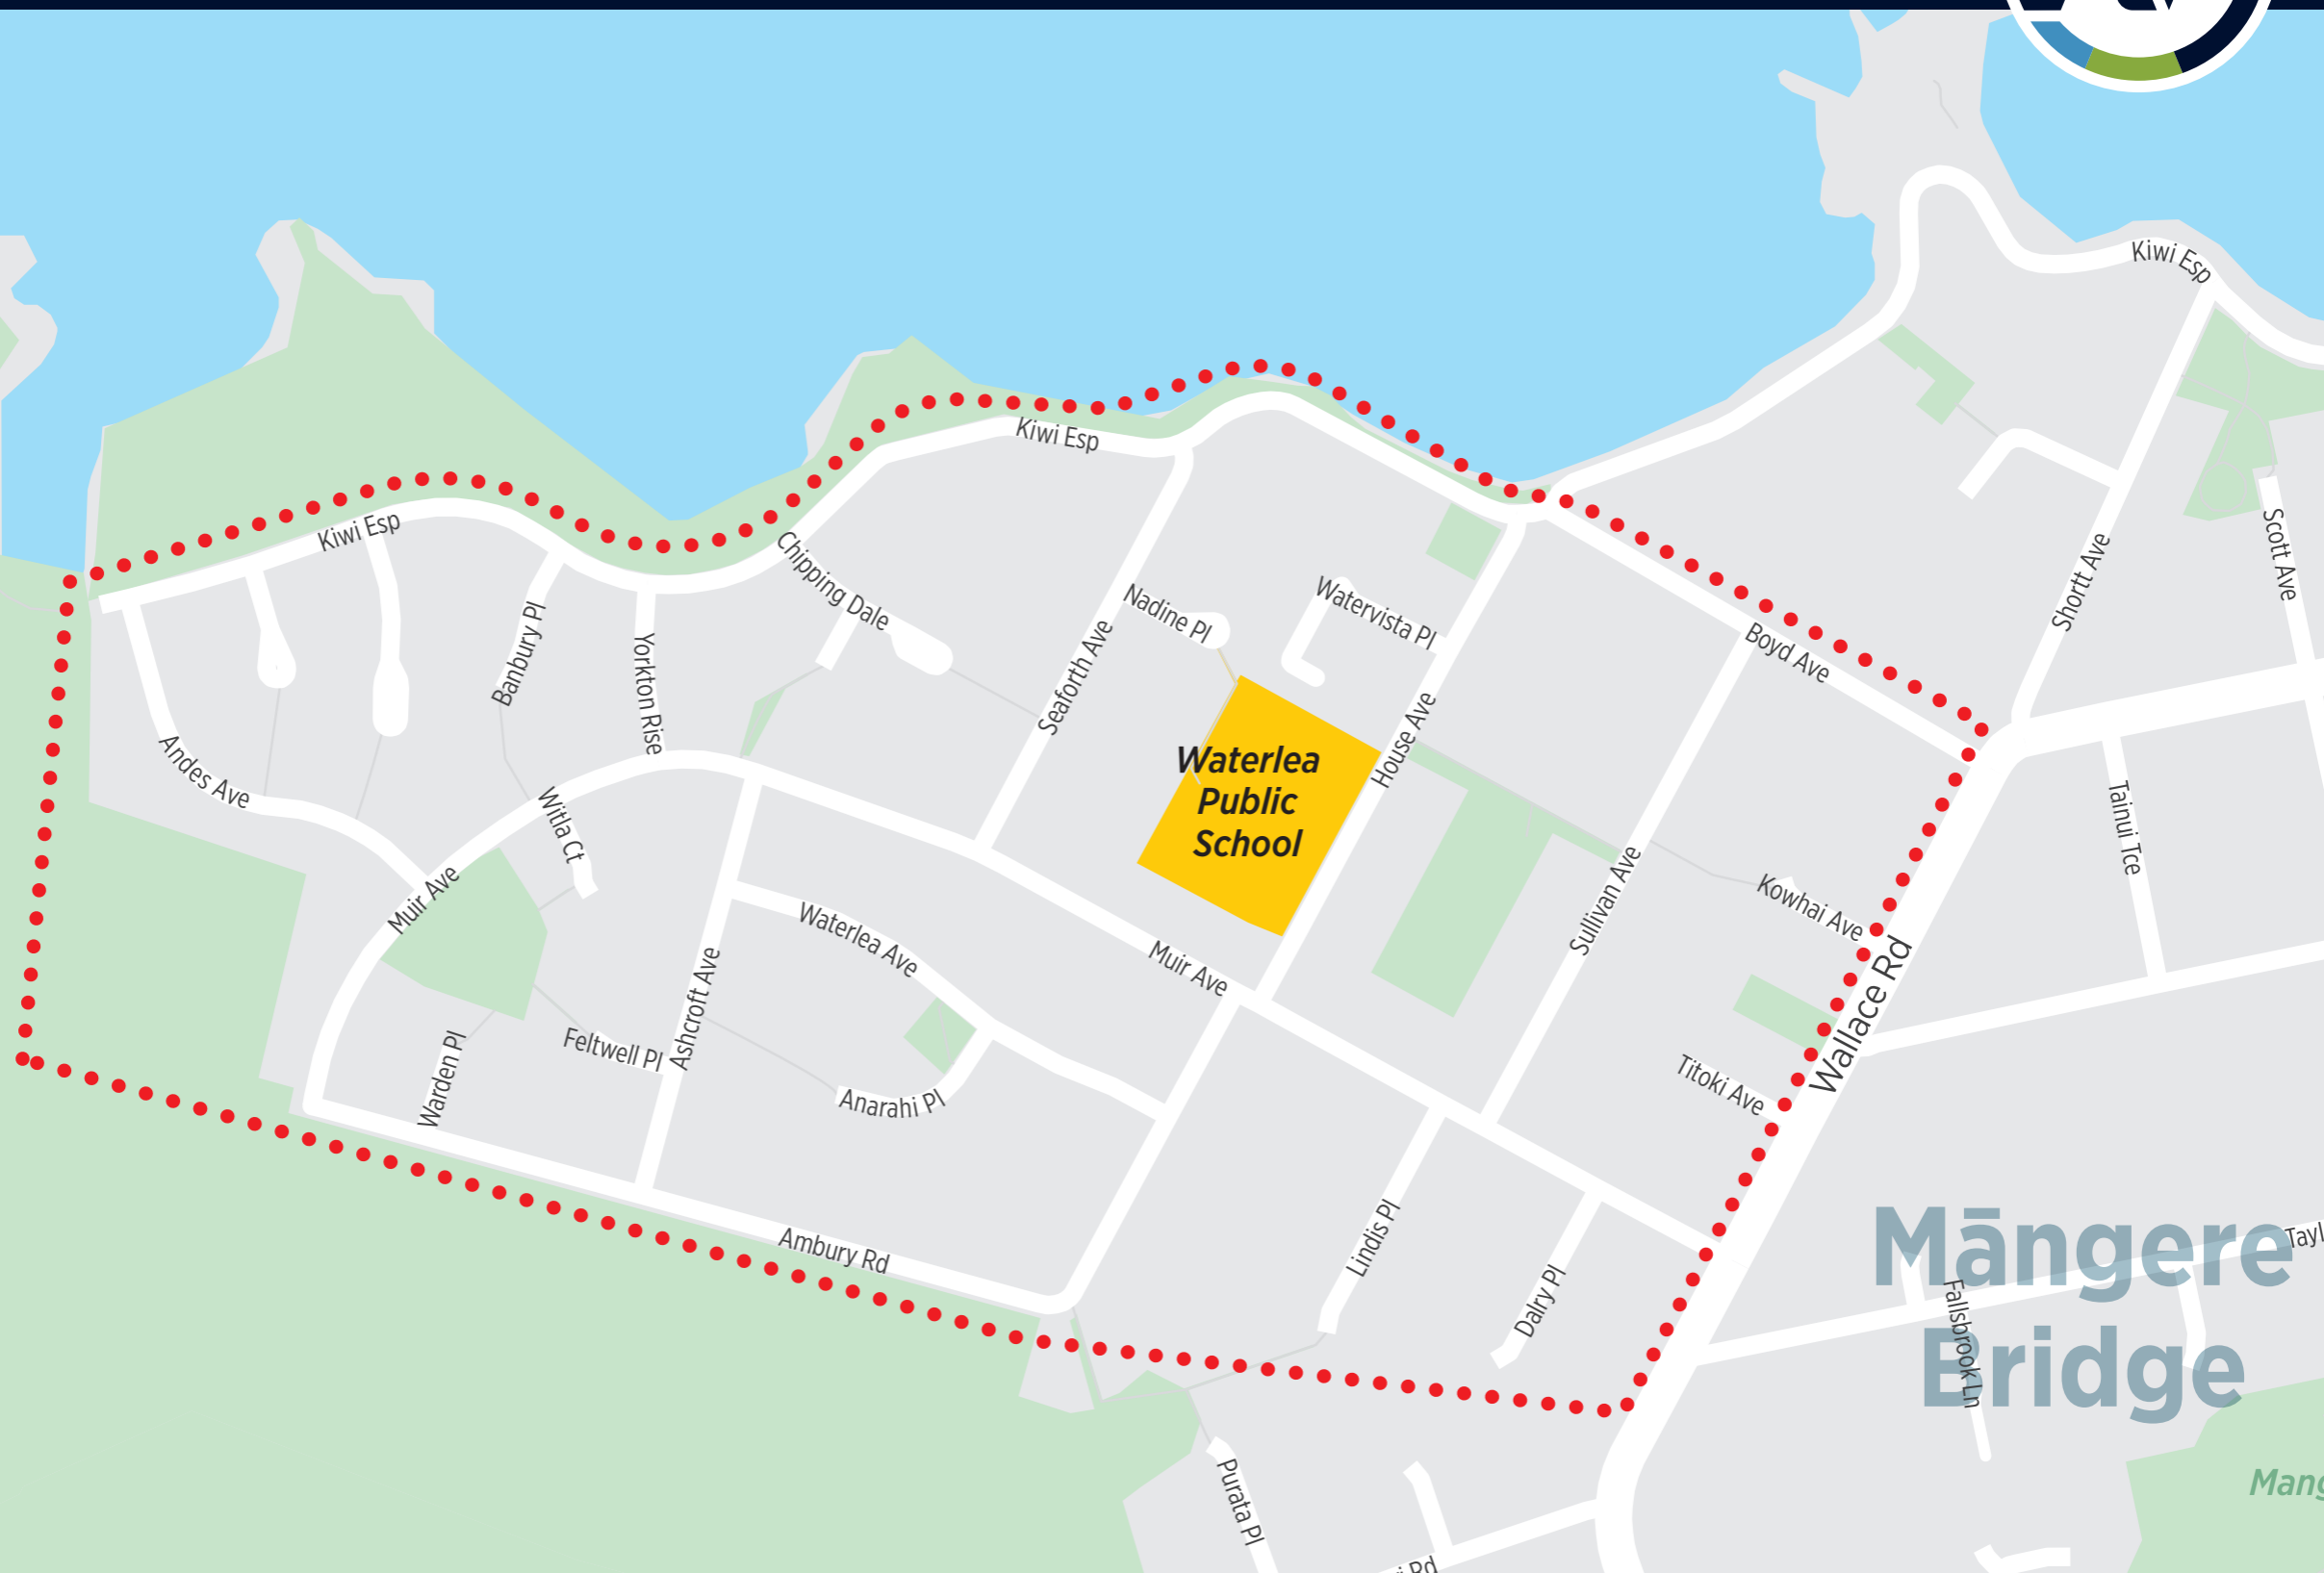 Kiwi Esp
Kiwi Esp
Kiwi Esp
Chipping Dale
Banbury Pl
Yorkton Rise
Nadine Pl
Watervista Pl
Seaforth Ave
House Ave
Boyd Ave
Shortt Ave
Scott Ave
Andes Ave
Witla Ct
Waterlea
Public
School
Tainui Tce
Muir Ave
Waterlea Ave
Muir Ave
Sullivan Ave
Kowhai Ave
Wallace Rd
Ashcroft Ave
Feltwell Pl
Warden Pl
Anarahi Pl
Titoki Ave
Ambury Rd
Lindis Pl
Dalry Pl
Māngere
Bridge
Tayl
Fallsbrook Ln
Purata Pl
Mang
Rd